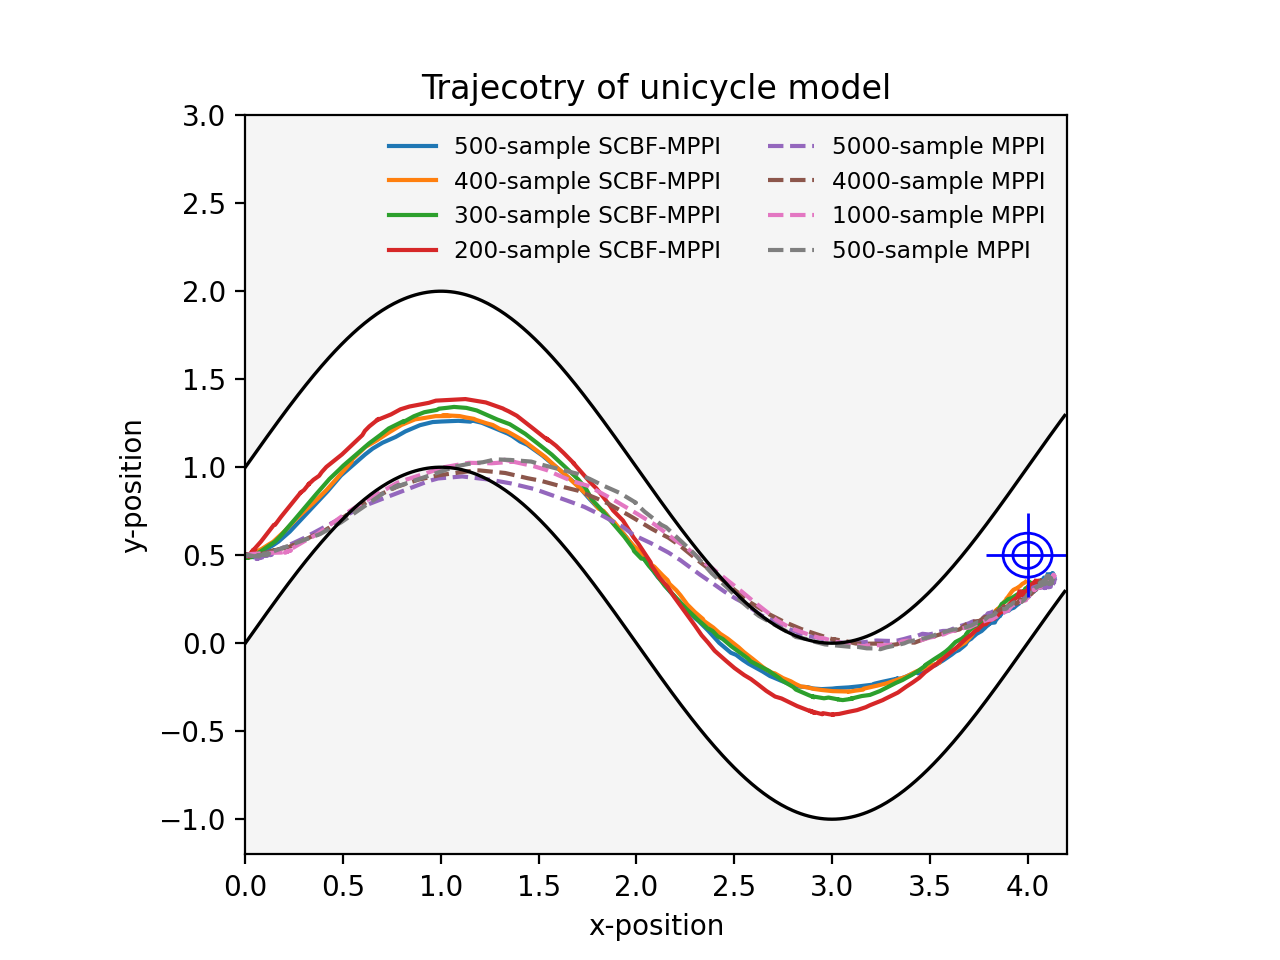 Trajecotry of unicycle model
3.0
2.5
2.0
1.5
1.0
0.5
0.0
−0.5
−1.0
y-position
500-sample SCBF-MPPI
400-sample SCBF-MPPI
300-sample SCBF-MPPI
200-sample SCBF-MPPI
5000-sample MPPI
4000-sample MPPI
1000-sample MPPI
500-sample MPPI
0.0 0.5 1.0 1.5 2.0 2.5 3.0 3.5 4.0
x-position